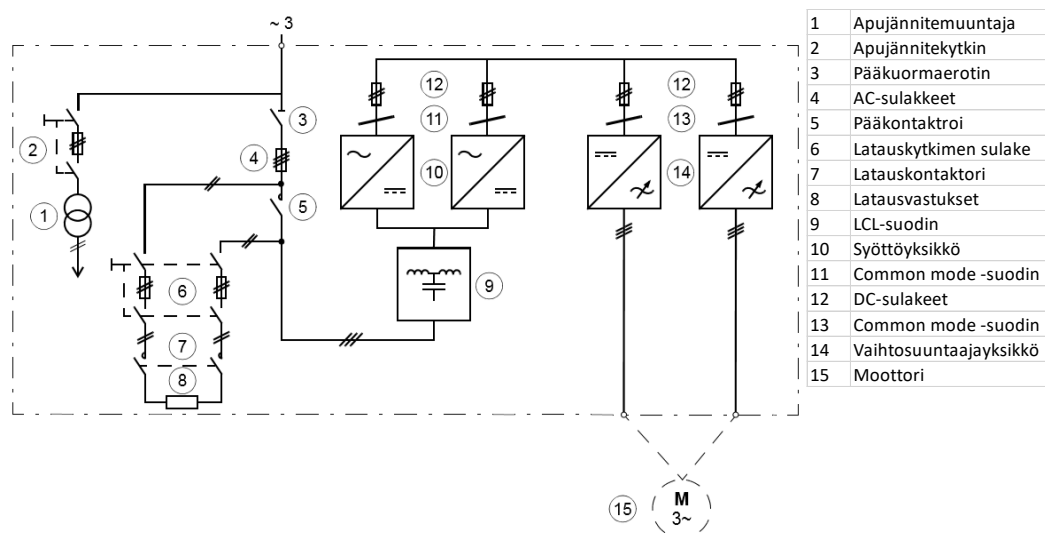 ~ 3
1 Apujännitemuuntaja
2 Apujännitekytkin
3 Pääkuormaerotin
4 AC-sulakkeet
5 Pääkontaktroi
6 Latauskytkimen sulake
7 Latauskontaktori
8 Latausvastukset
9 LCL-suodin
10 Syöttöyksikkö
11 Common mode -suodin
12 DC-sulakeet
13 Common mode -suodin
14 Vaihtosuuntaajayksikkö
15 Moottori
12
12
3
11
13
2
4
10
14
1
5
9
6
7
8
15
M
3~